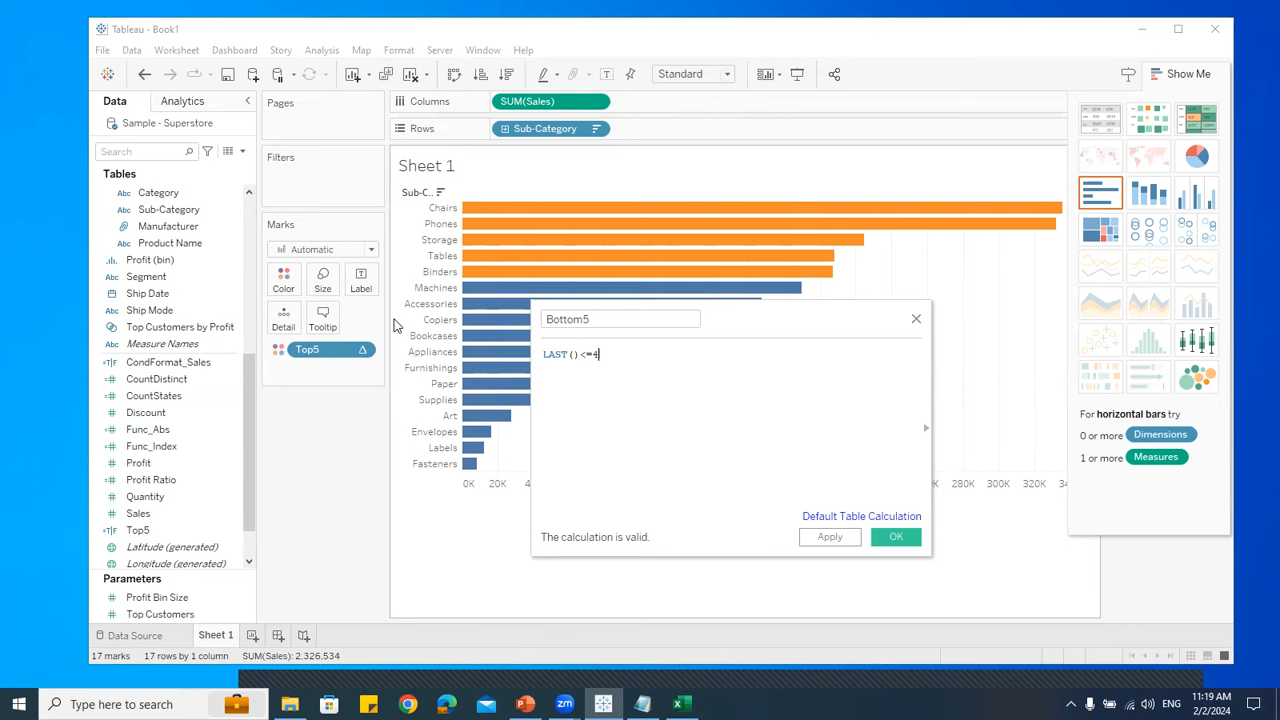 Tableau - Book1
File Data Worksheet Dashboard Story Analysis Map Format Server Window Help
Standard
Show Me
Data Analytics
Sample - Superstore
Search
Tables
Category
Sub-Category
Manufacturer
Product Name
Profit (bin)
Segment
Ship Date
Ship Mode
Top Customers by Profit
Measure Names
CondFormat_Sales
CountDistinct
CountStates
Discount
Func_Abs
Func_Index
Profit
Profit Ratio
Quantity
Sales
Top5
Latitude (generated)
Longitude (generated)
Parameters
Profit Bin Size
Top Customers
Pages
Filters
Marks
Automatic
Color Size Label
Detail Tooltip
Top5
Columns SUM(Sales)
Rows Sub-Category
Sheet 1
Sub-C..
Chairs
Phones
Storage
Tables
Binders
Machines
Accessories
Copiers
Bookcases
Appliances
Furnishings
Paper
Supplies
Art
Envelopes
Labels
Fasteners
0K 20K 280K 300K 320K
Bottom5
LAST()<=4
Default Table Calculation
The calculation is valid.
Apply OK
For horizontal bars try
0 or more Dimensions
1 or more Measures
Data Source Sheet 1
17 marks 17 rows by 1 column SUM(Sales): 2,326,534
Type here to search
ENG
11:19 AM
2/2/2024